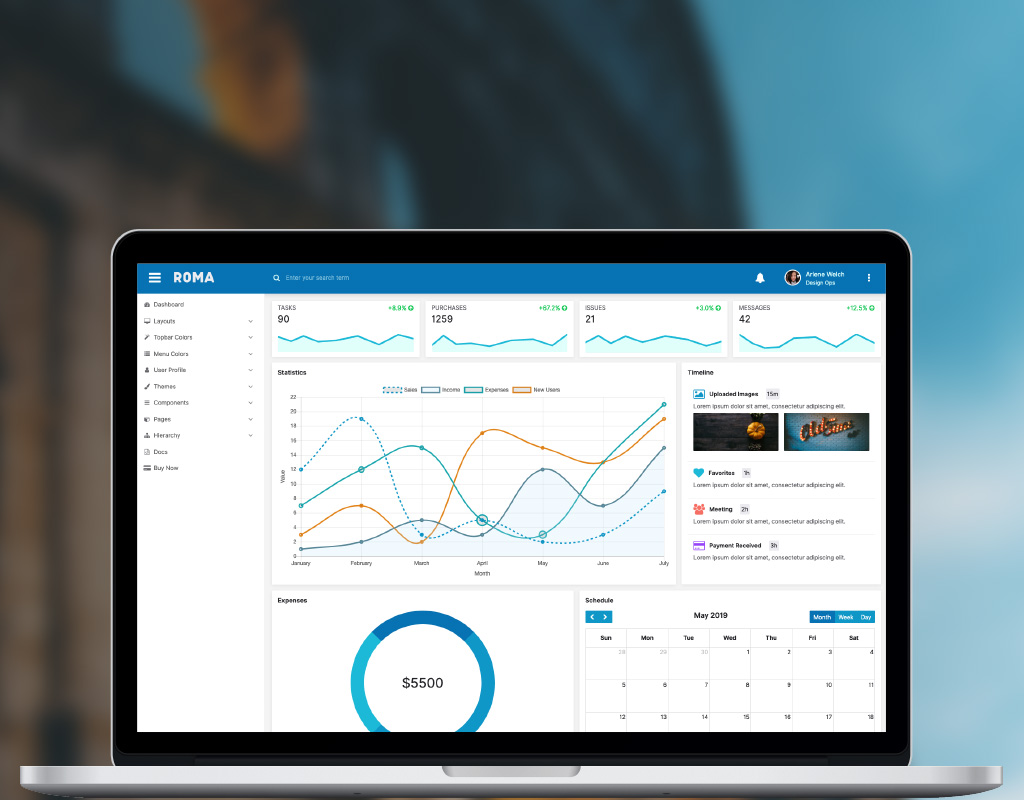 ROMA
Enter your search term
Ariene Welch
Design Ops
Dashboard
Layouts
Topbar Colors
Menu Colors
User Profile
Themes
Components
Pages
Hierarchy
Docs
Buy Now
TASKS +8.9%
90
PURCHASES +67.2%
1259
ISSUES +3.0%
21
MESSAGES +12.5%
42
Statistics
Sales Income Expenses New Users
22
20
18
16
14
12
10
8
6
4
2
0
Value
January February March April May June July
Month
Timeline
Uploaded Images 15m
Lorem ipsum dolor sit amet, consectetur adipiscing elit.
Favorites 1h
Lorem ipsum dolor sit amet, consectetur adipiscing elit.
Meeting 2h
Lorem ipsum dolor sit amet, consectetur adipiscing elit.
Payment Received 3h
Lorem ipsum dolor sit amet, consectetur adipiscing elit.
Expenses
$5500
Schedule
May 2019
Month Week Day
Sun Mon Tue Wed Thu Fri Sat
28 29 30 1 2 3 4
5 6 7 8 9 10 11
12 13 14 15 16 17 18